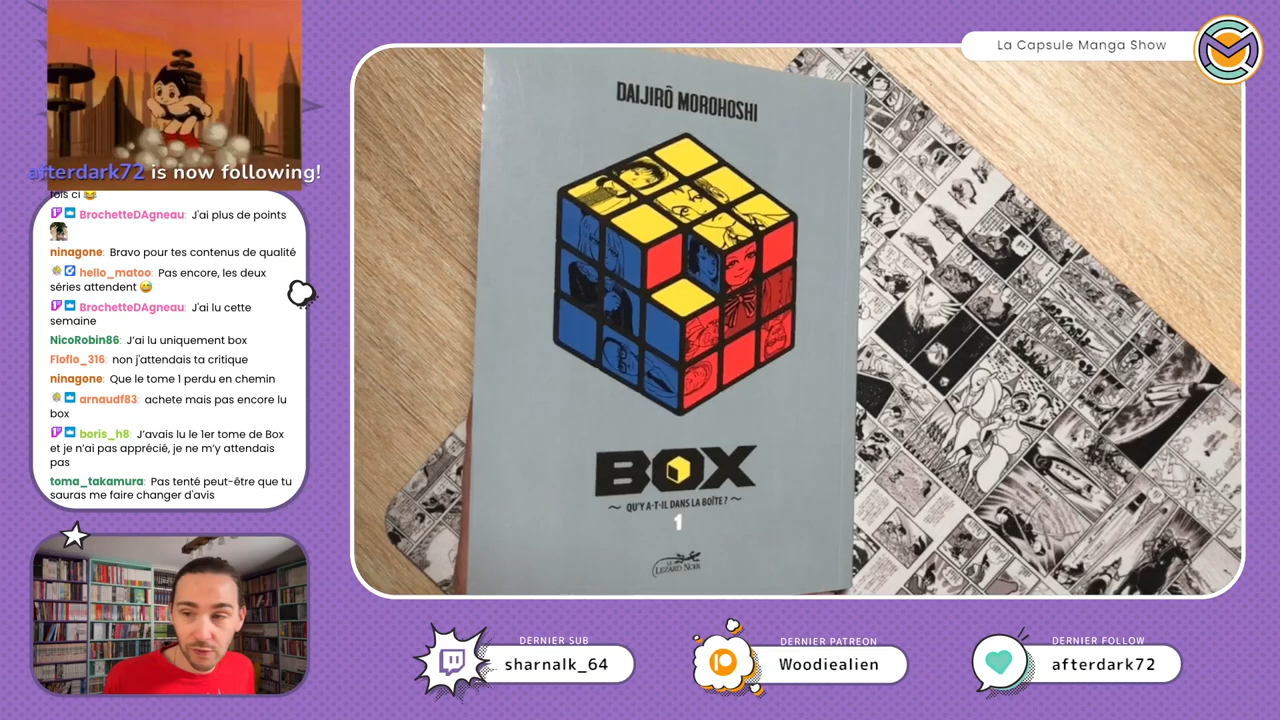 afterdark72 is now following!
fois ci 😂
BrochetteDAgneau: J'ai plus de points
ninagone: Bravo pour tes contenus de qualité
hello_matoo: Pas encore, les deux
séries attendent 😅
BrochetteDAgneau: J'ai lu cette
semaine
NicoRobin86: J'ai lu uniquement box
Floflo_316: non j'attendais ta critique
ninagone: Que le tome 1 perdu en chemin
arnaudf83: achete mais pas encore lu
box
boris_h8: J'avais lu le 1er tome de Box
et je n'ai pas apprécié, je ne m'y attendais
pas
toma_takamura: Pas tenté peut-être que tu
sauras me faire changer d'avis
La Capsule Manga Show
DAIJIRÔ MOROHOSHI
BOX
~ QU'Y A-T-IL DANS LA BOÎTE ? ~
1
LE
LEZARD NOIR
DERNIER SUB
sharnalk_64
DERNIER PATREON
Woodiealien
DERNIER FOLLOW
afterdark72